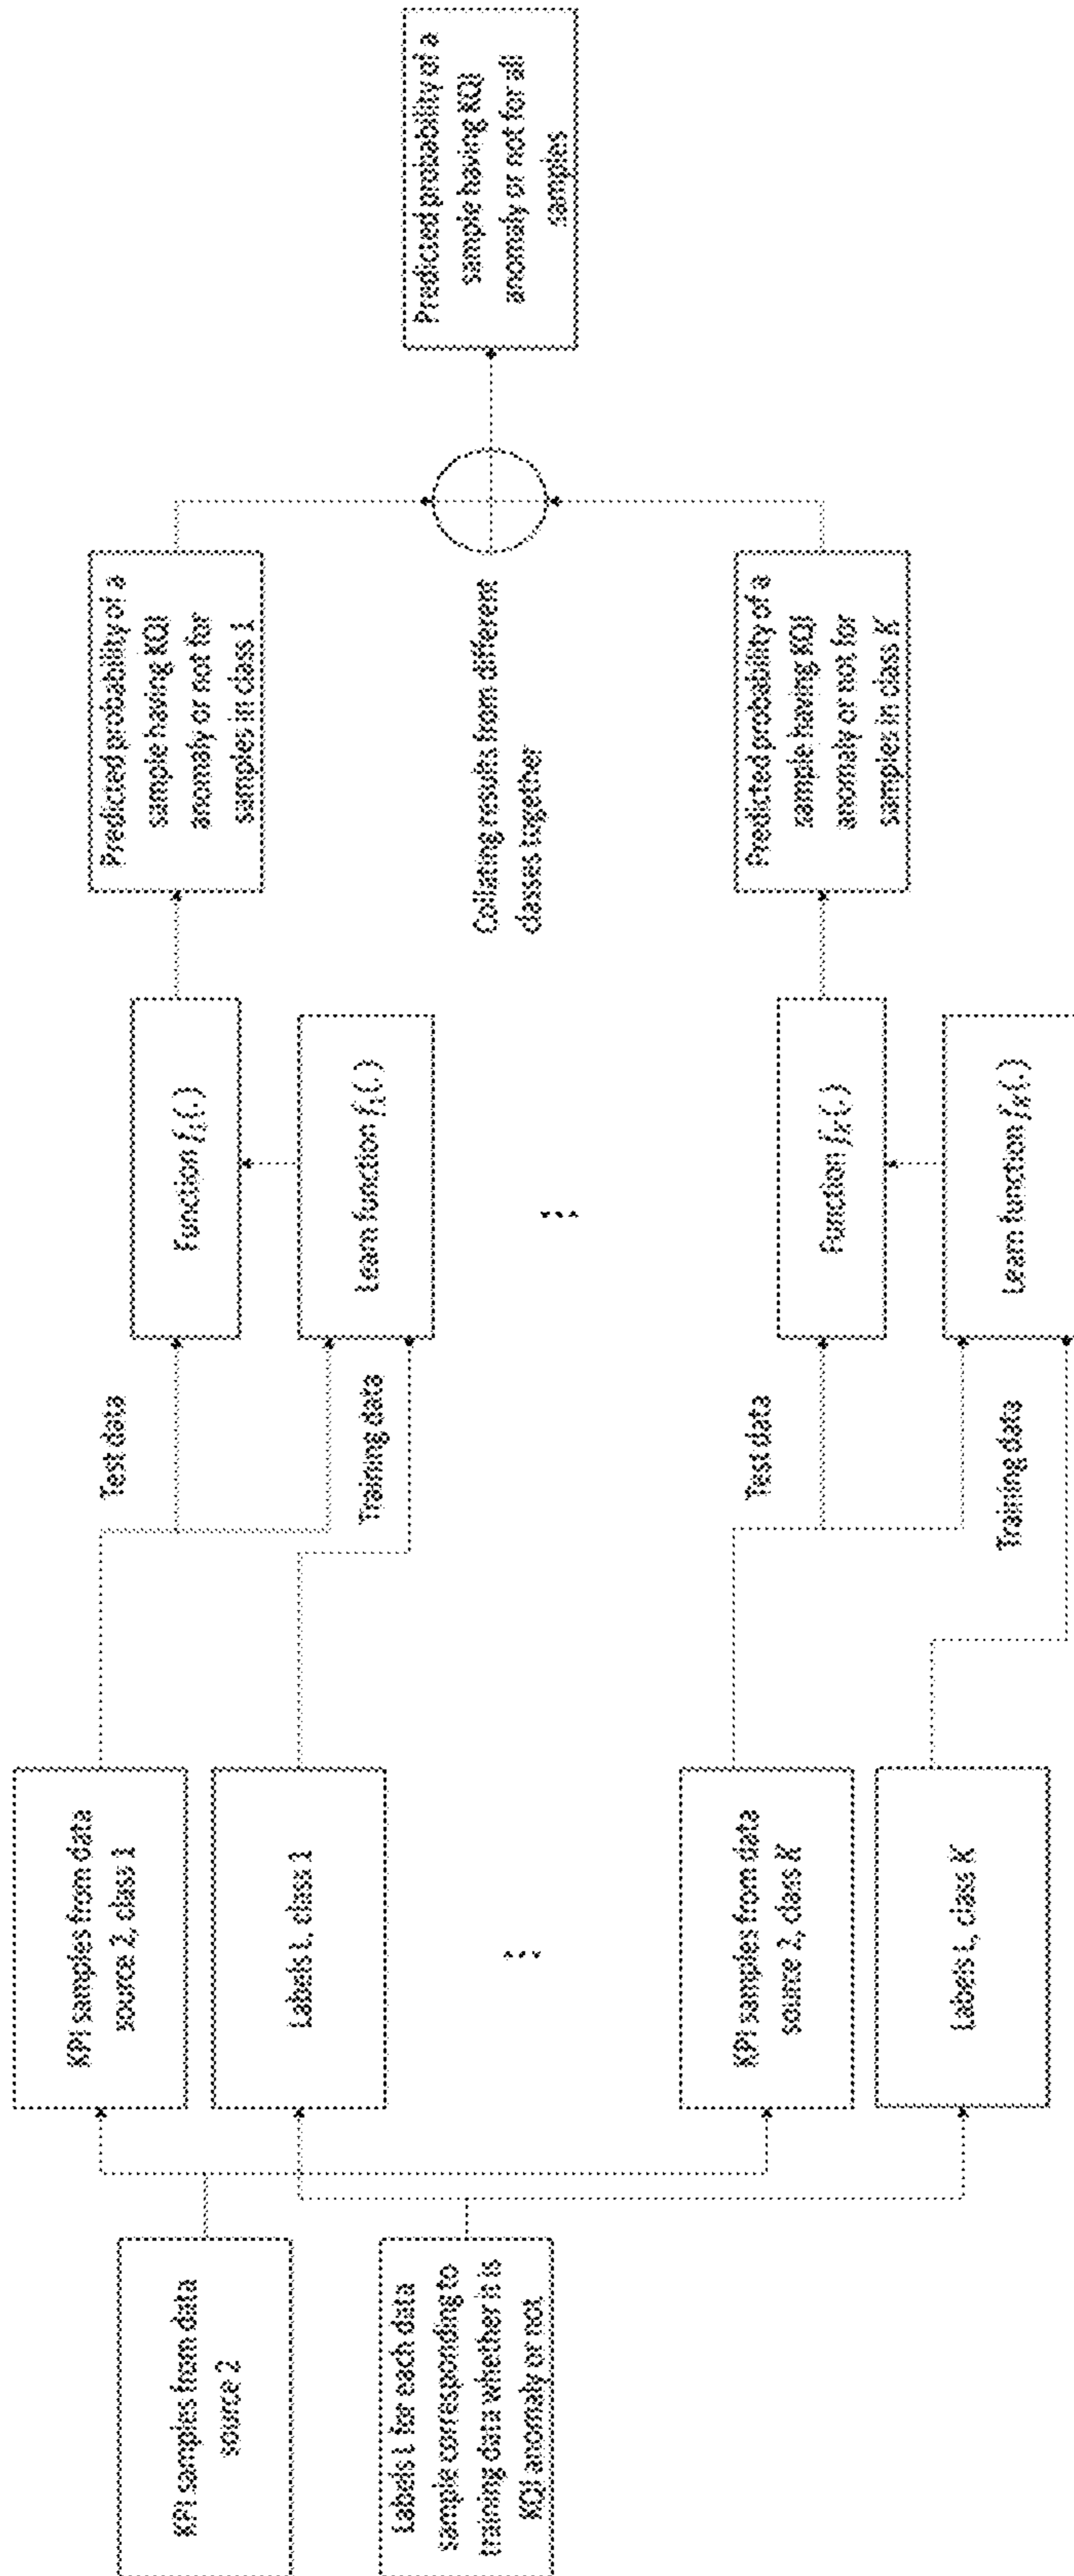 KPI samples from data
source 2
Labels L for each data
sample corresponding to
training data whether it is
KQI anomaly or not
KPI samples from data
source 2, class 1
Labels L, class 1
...
KPI samples from data
source 2, class K
Labels L, class K
Test data
Training data
Test data
Training data
Function f₁(.)
Learn function f₁(.)
...
Function fₖ(.)
Learn function fₖ(.)
Predicted probability of a
sample having KQI
anomaly or not for
samples in class 1
Collating results from different
classes together
Predicted probability of a
sample having KQI
anomaly or not for
samples in class K
Predicted probability of a
sample having KQI
anomaly or not for all
samples